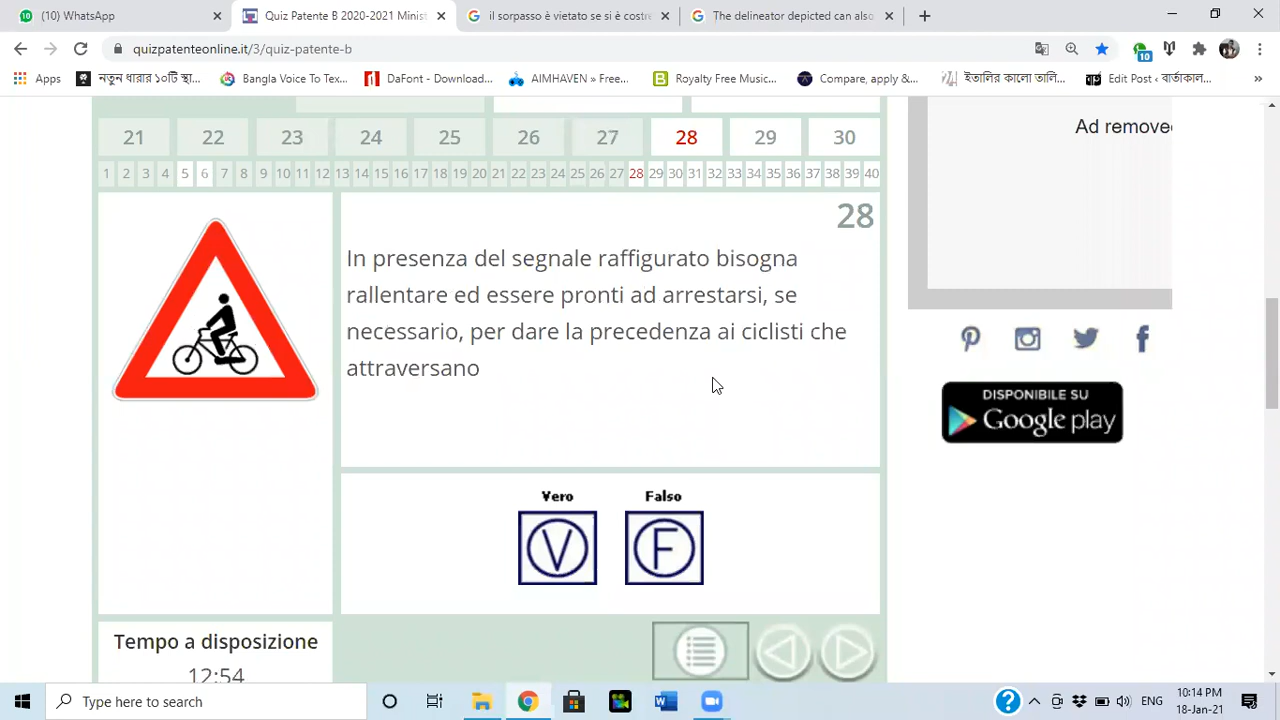 (10) WhatsApp
Quiz Patente B 2020-2021 Minist
il sorpasso è vietato se si è costre
The delineator depicted can also
quizpatenteonline.it/3/quiz-patente-b
10
Apps
নতুন ধারার ১০টি স্থা...
Bangla Voice To Tex...
DaFont - Download...
AIMHAVEN » Free...
Royalty Free Music...
Compare, apply &...
ইতালির কালো তালি...
Edit Post ‹ বার্তাকাল...
»
Ad remove
21 22 23 24 25 26 27 28 29 30
1 2 3 4 5 6 7 8 9 10 11 12 13 14 15 16 17 18 19 20 21 22 23 24 25 26 27 28 29 30 31 32 33 34 35 36 37 38 39 40
28
In presenza del segnale raffigurato bisogna
rallentare ed essere pronti ad arrestarsi, se
necessario, per dare la precedenza ai ciclisti che
attraversano
DISPONIBILE SU
Google play
Vero
Falso
V
F
Tempo a disposizione
12:54
Type here to search
ENG
10:14 PM
18-Jan-21